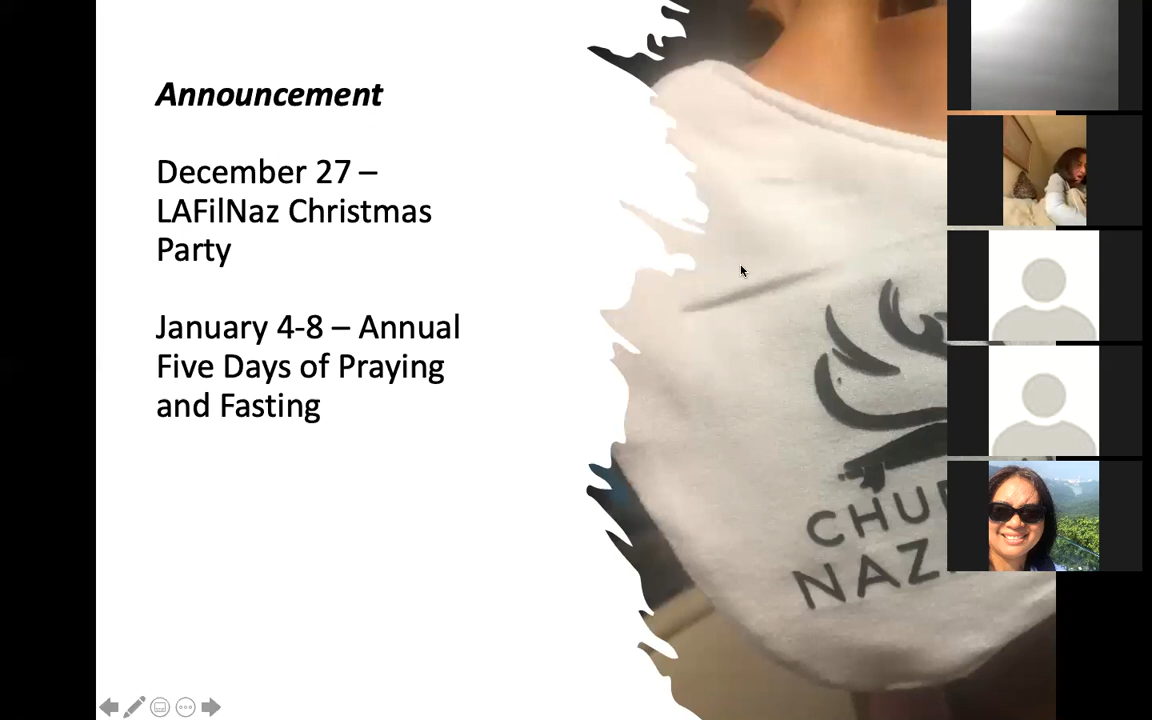 Announcement
December 27 –
LAFilNaz Christmas
Party
January 4-8 – Annual
Five Days of Praying
and Fasting